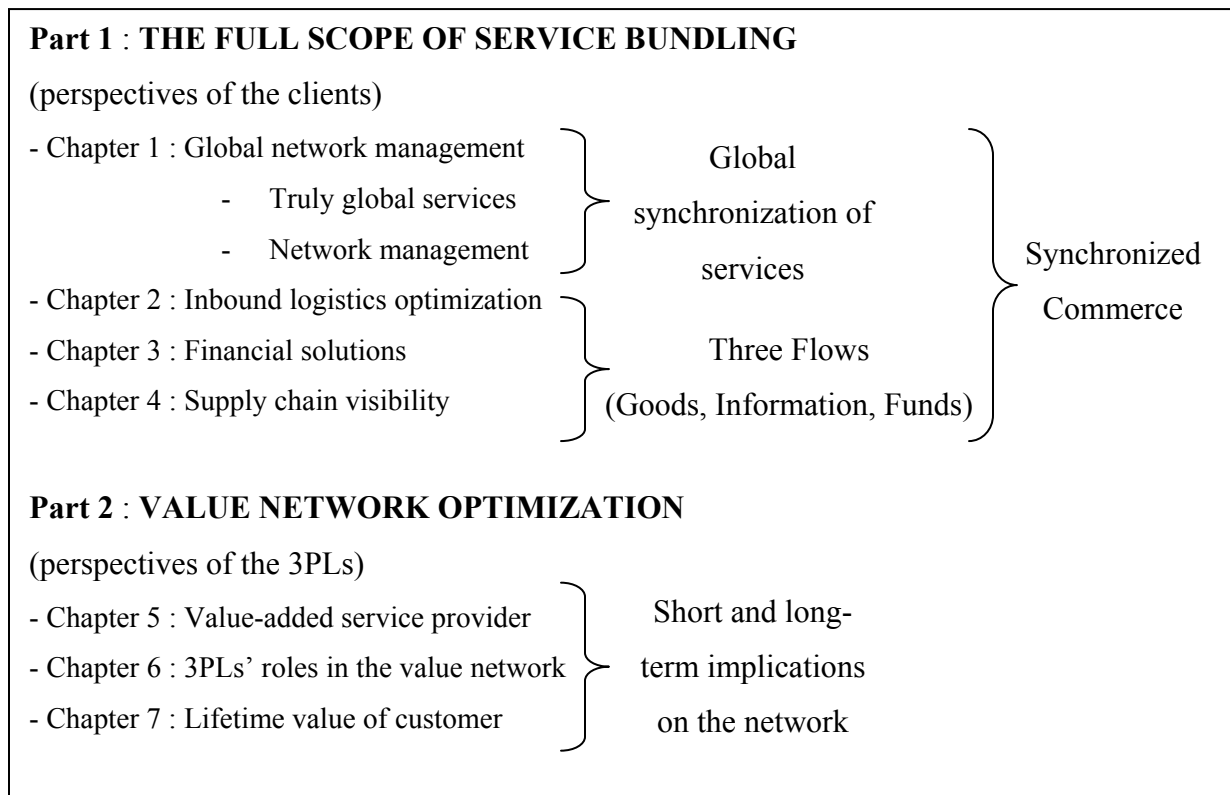 Part 1 : THE FULL SCOPE OF SERVICE BUNDLING
(perspectives of the clients)
- Chapter 1 : Global network management
- Truly global services
- Network management
Global
synchronization of
services
- Chapter 2 : Inbound logistics optimization
- Chapter 3 : Financial solutions
- Chapter 4 : Supply chain visibility
Three Flows
(Goods, Information, Funds)
Synchronized
Commerce
Part 2 : VALUE NETWORK OPTIMIZATION
(perspectives of the 3PLs)
- Chapter 5 : Value-added service provider
- Chapter 6 : 3PLs’ roles in the value network
- Chapter 7 : Lifetime value of customer
Short and long-
term implications
on the network